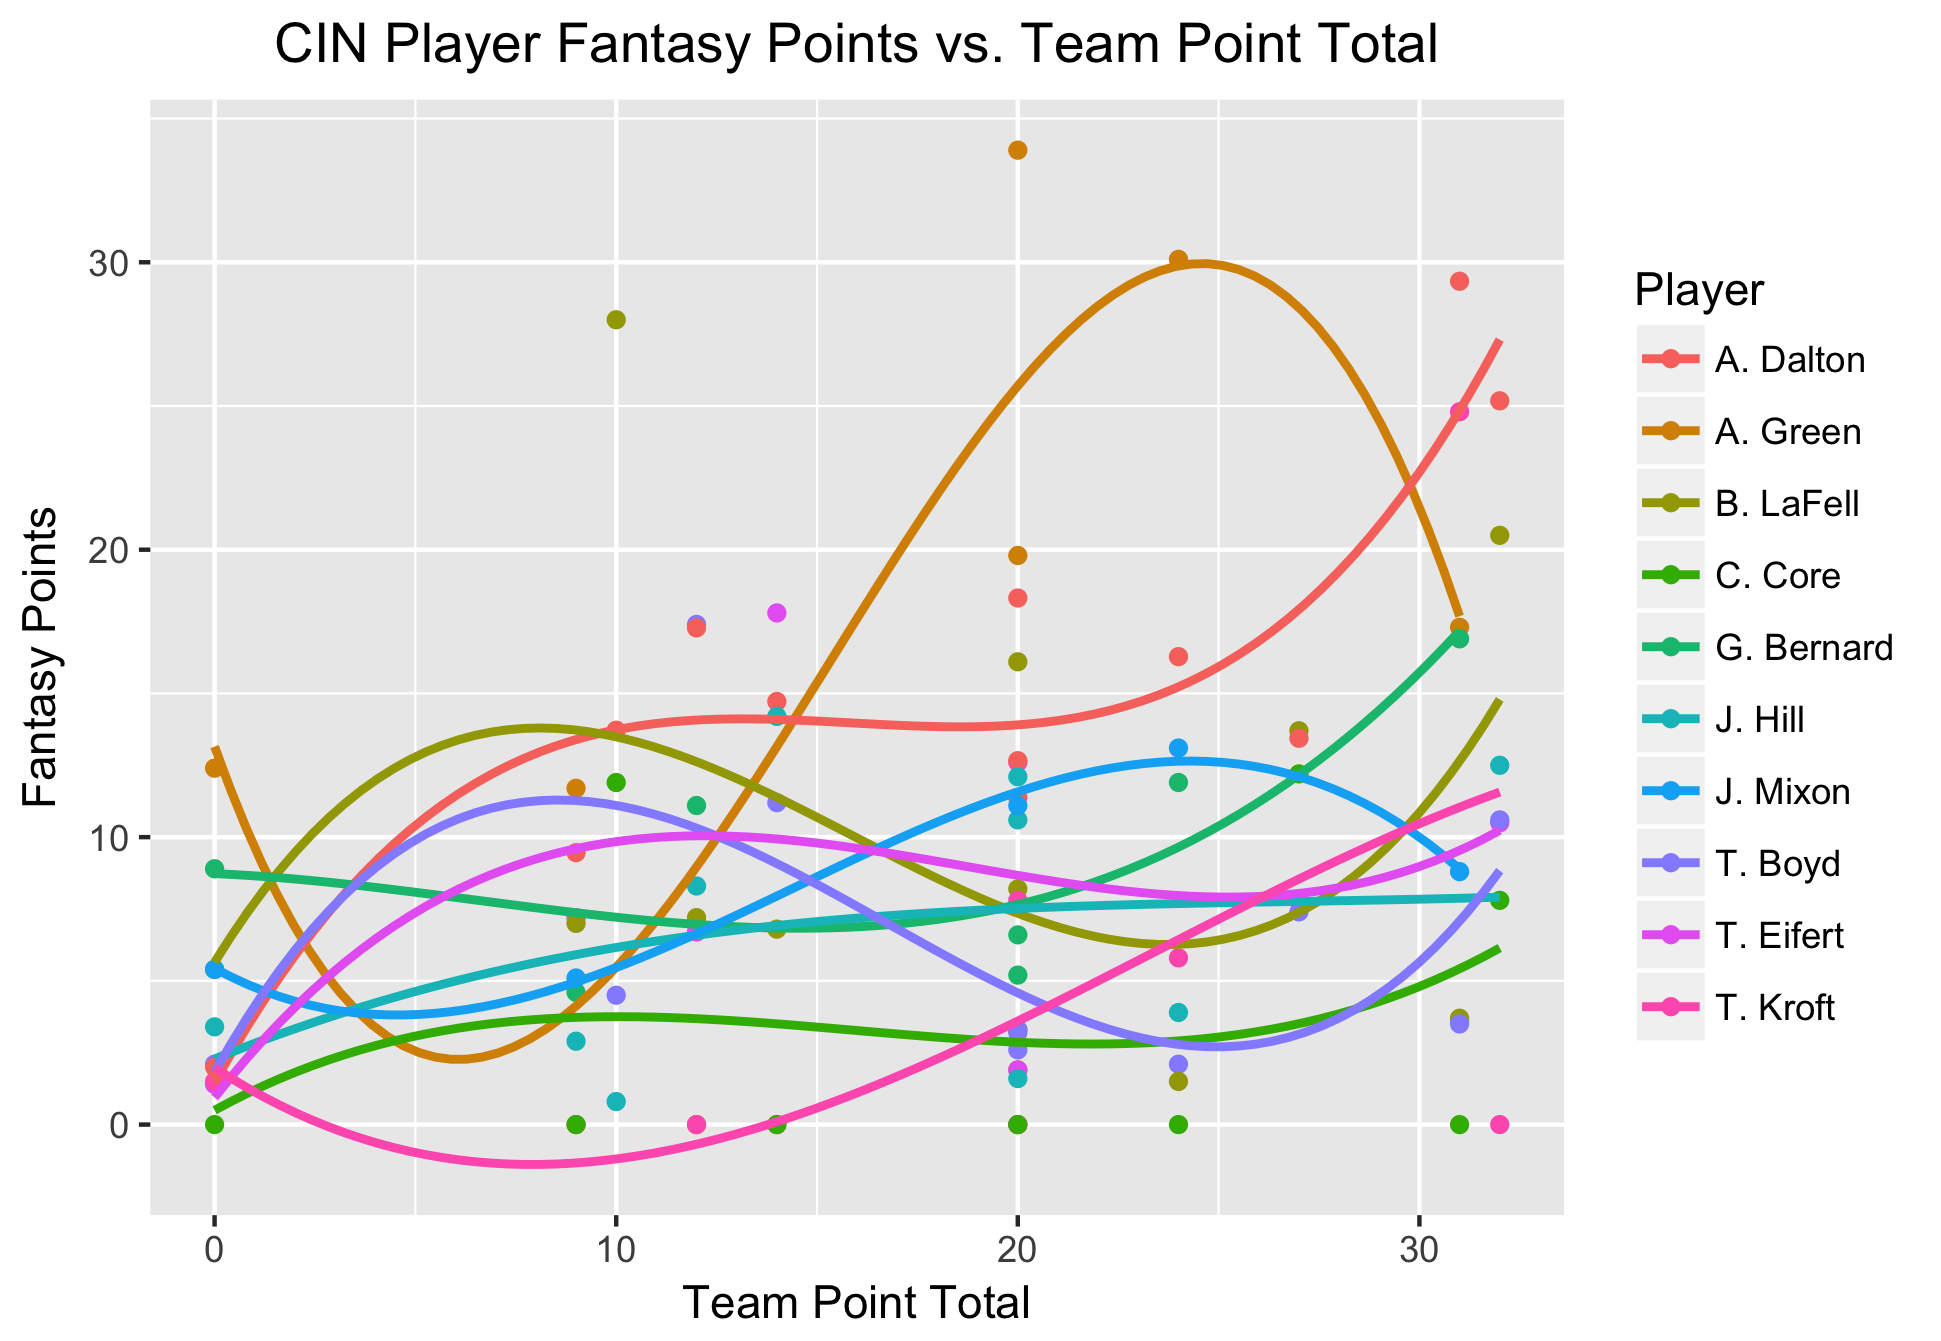 CIN Player Fantasy Points vs. Team Point Total
Fantasy Points
30
20
10
0
0
10
20
30
Team Point Total
Player
A. Dalton
A. Green
B. LaFell
C. Core
G. Bernard
J. Hill
J. Mixon
T. Boyd
T. Eifert
T. Kroft